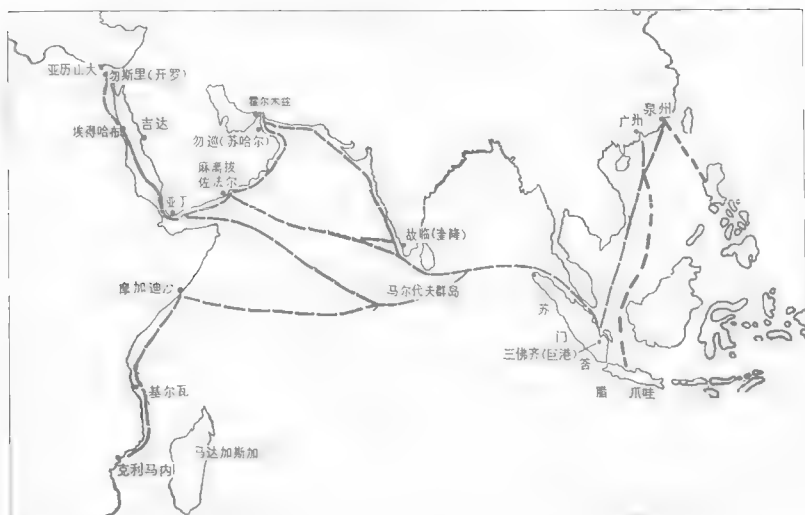 亚历山大
勿斯里(开罗)
霍尔木兹
泉州
广州
埃得哈布
吉达
勿巡(苏哈尔)
麻离拔
佐法尔
亚丁
故临(奎隆)
摩加迪沙
马尔代夫群岛
苏
门
三佛齐(巨港)
答
腊
爪哇
基尔瓦
马达加斯加
克利马内